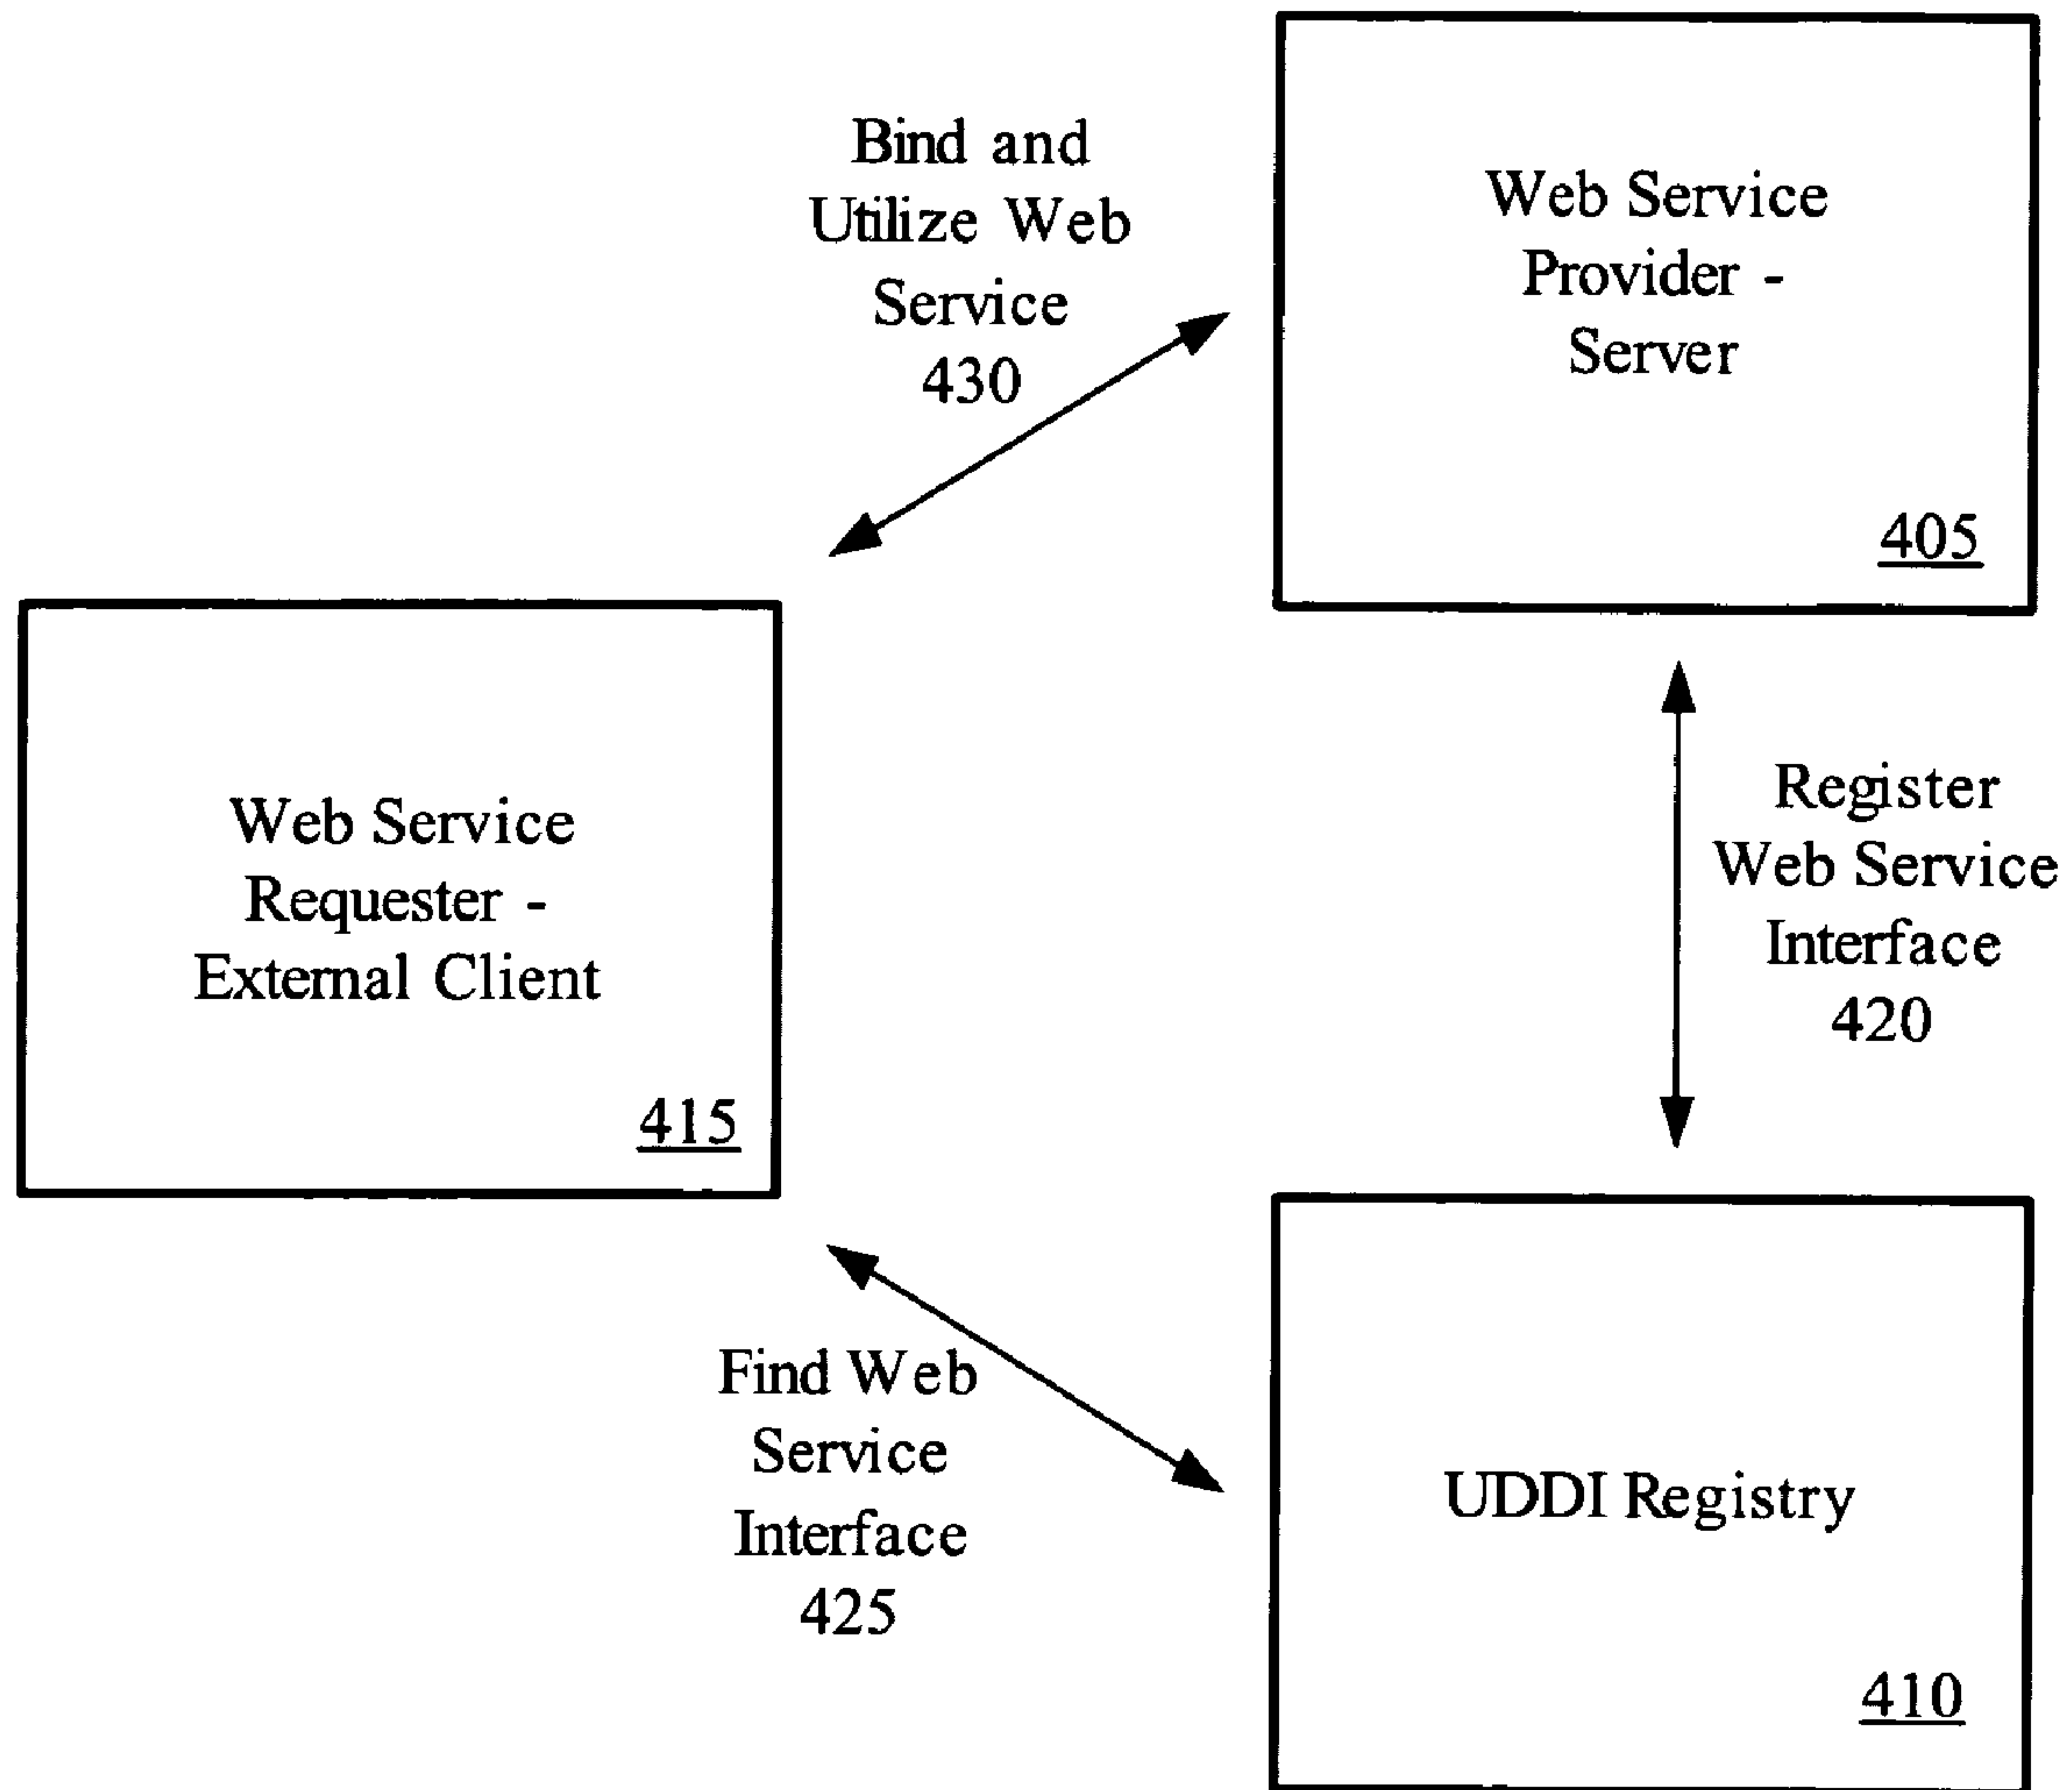 Bind and
Utilize Web
Service
430
Web Service
Provider -
Server
405
Web Service
Requester -
External Client
415
Register
Web Service
Interface
420
Find Web
Service
Interface
425
UDDI Registry
410